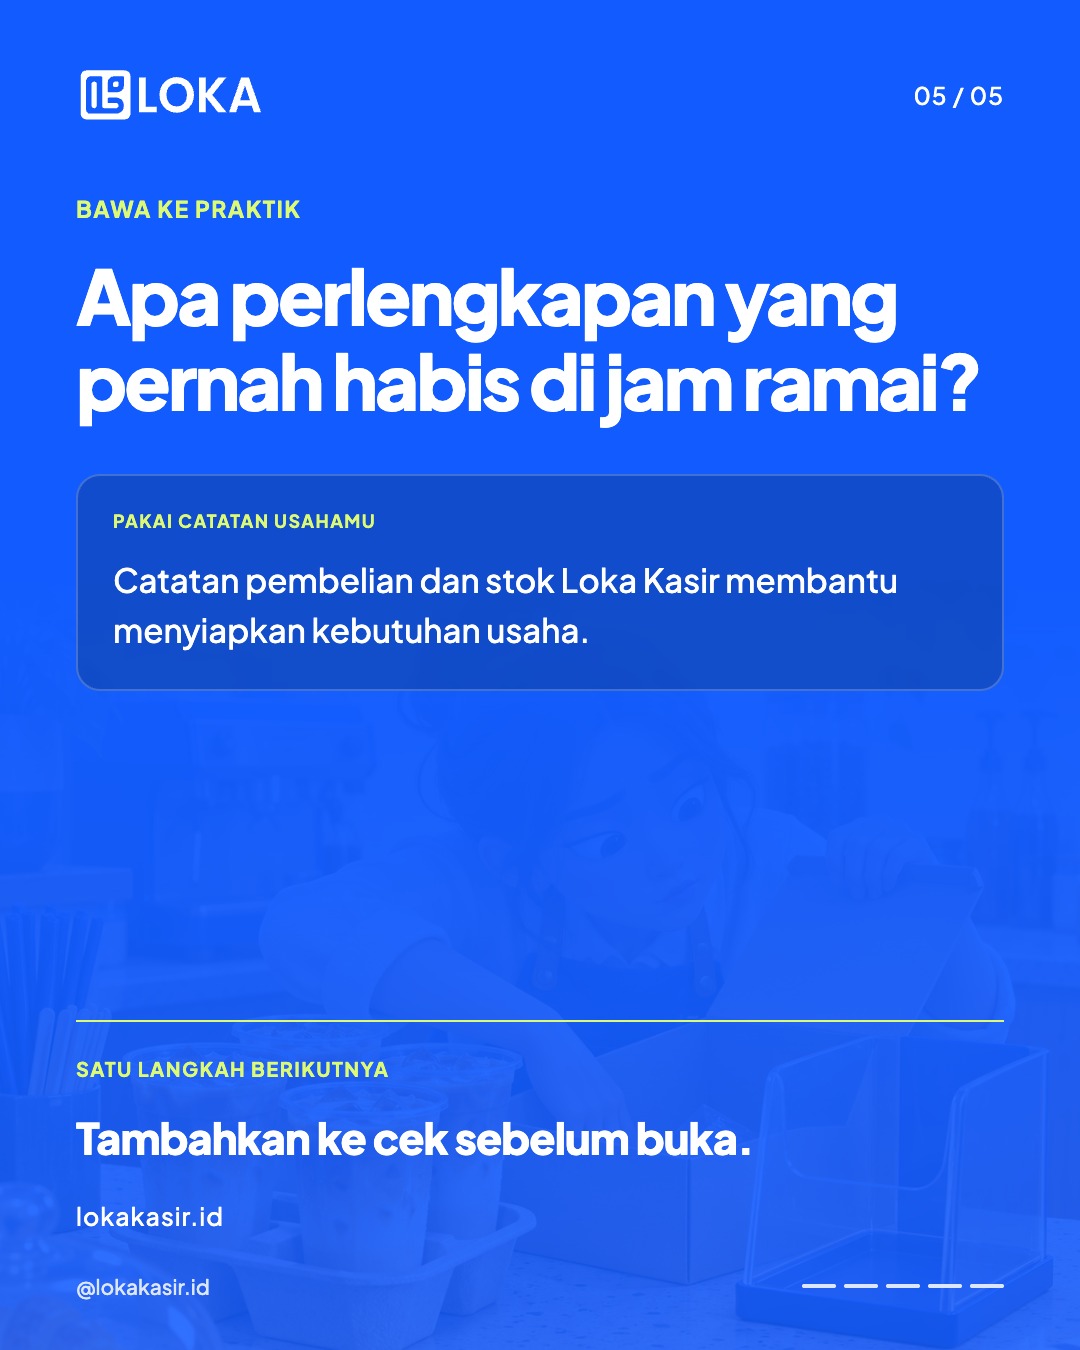 LOKA
05 / 05
BAWA KE PRAKTIK
Apa perlengkapan yang
pernah habis di jam ramai?
PAKAI CATATAN USAHAMU
Catatan pembelian dan stok Loka Kasir membantu
menyiapkan kebutuhan usaha.
SATU LANGKAH BERIKUTNYA
Tambahkan ke cek sebelum buka.
lokakasir.id
@lokakasir.id